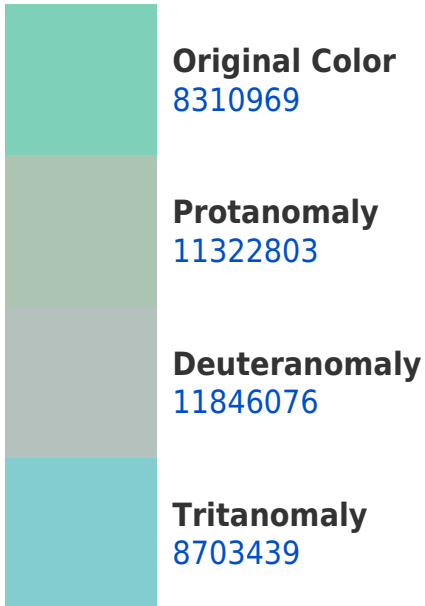 Original Color
8310969
Protanomaly
11322803
Deuteranomaly
11846076
Tritanomaly
8703439